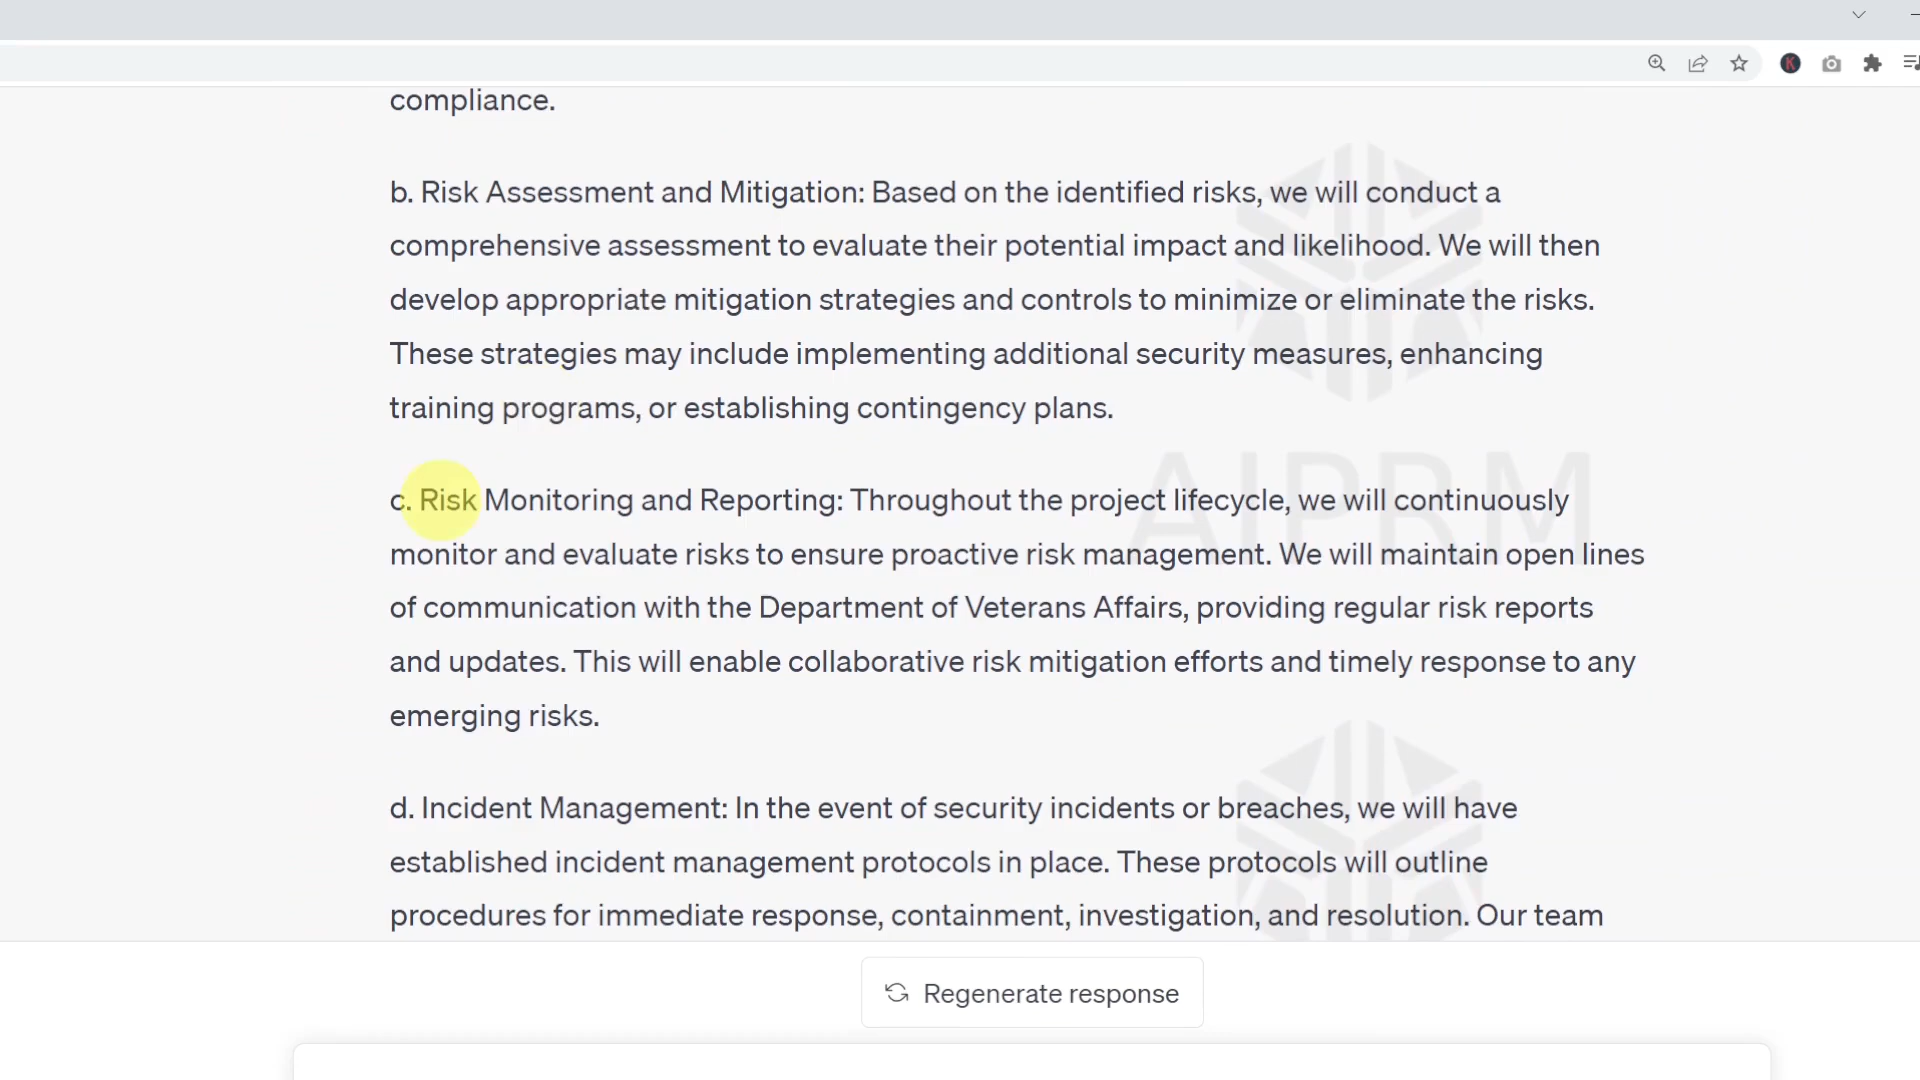 compliance.
b. Risk Assessment and Mitigation: Based on the identified risks, we will conduct a
comprehensive assessment to evaluate their potential impact and likelihood. We will then
develop appropriate mitigation strategies and controls to minimize or eliminate the risks.
These strategies may include implementing additional security measures, enhancing
training programs, or establishing contingency plans.
AIPRM
c. Risk Monitoring and Reporting: Throughout the project lifecycle, we will continuously
monitor and evaluate risks to ensure proactive risk management. We will maintain open lines
of communication with the Department of Veterans Affairs, providing regular risk reports
and updates. This will enable collaborative risk mitigation efforts and timely response to any
emerging risks.
d. Incident Management: In the event of security incidents or breaches, we will have
established incident management protocols in place. These protocols will outline
procedures for immediate response, containment, investigation, and resolution. Our team
Regenerate response
K